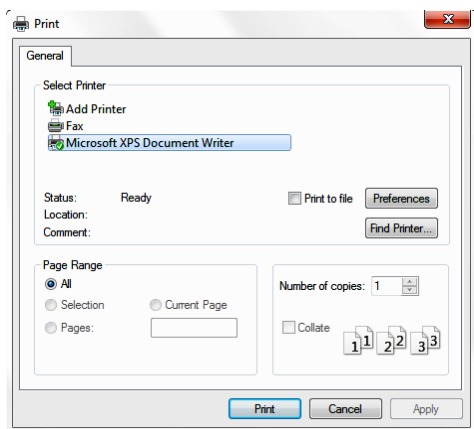 Print
General
Select Printer
Add Printer
Fax
Microsoft XPS Document Writer
Status: Ready
Print to file Preferences
Location:
Comment:
Find Printer...
Page Range
All
Selection Current Page
Pages:
Number of copies: 1
Collate
1 1 2 2 3 3
Print Cancel Apply